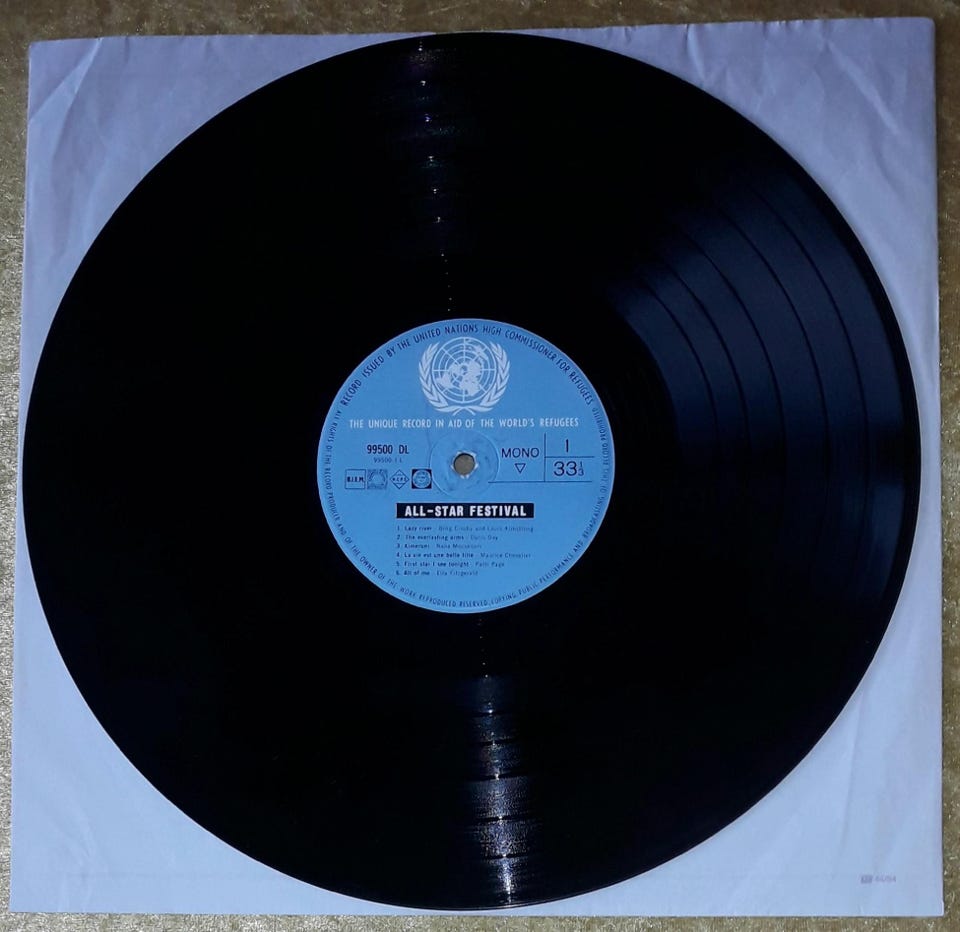 ALL RIGHTS OF THE RECORD PRODUCER AND OF THE OWNER OF THE WORK REPRODUCED RESERVED COPYING PUBLIC PERFORMANCE AND BROADCASTING OF THIS RECORD PROHIBITED
RECORD ISSUED BY THE UNITED NATIONS HIGH COMMISSIONER FOR REFUGEES
THE UNIQUE RECORD IN AID OF THE WORLD'S REFUGEES
99500 DL
99500 1 L
MONO
1
33⅓
B.I.E.M.
ALL-STAR FESTIVAL
1. Lazy river - Bing Crosby and Louis Armstrong
2. The everlasting arms - Doris Day
3. Nana Mouskouri
4. La vie est une belle fille - Maurice Chevalier
5. First star I see tonight - Patti Page
6. All of me - Ella Fitzgerald